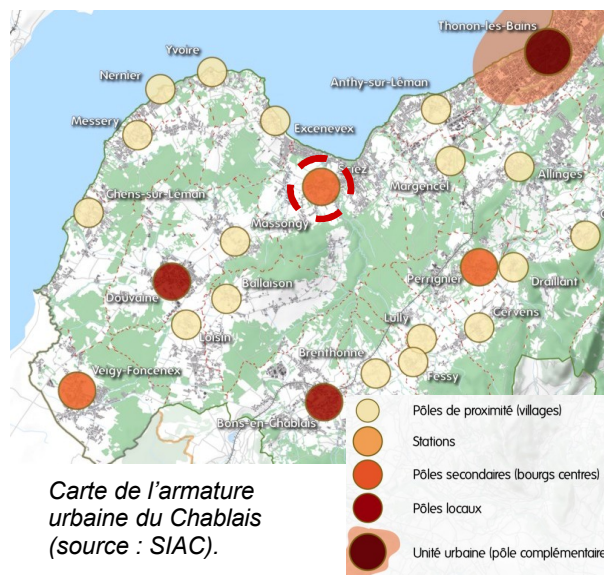 Thonon-les-Bains
Yvoire
Nernier
Anthy-sur-Léman
Messery
Excenevex
Sciez
Margencel
Allinges
Chens-sur-Léman
Massongy
Perrignier
Draillant
Ballaison
Douvaine
Cervens
Loisin
Lully
Brenthonne
Fessy
Veigy-Foncenex
Bons-en-Chablais
Pôles de proximité (villages)
Stations
Pôles secondaires (bourgs centres)
Pôles locaux
Unité urbaine (pôle complémentaire
Carte de l'armature
urbaine du Chablais
(source : SIAC).